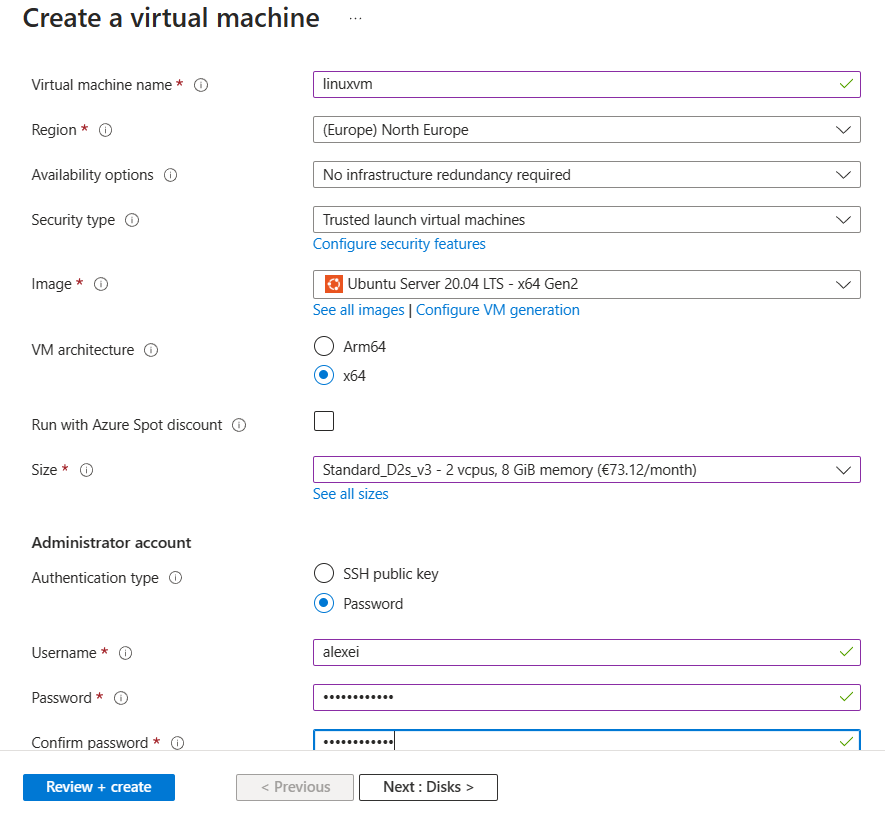 Create a virtual machine ...
Virtual machine name * linuxvm
Region * (Europe) North Europe
Availability options No infrastructure redundancy required
Security type Trusted launch virtual machines
Configure security features
Image * Ubuntu Server 20.04 LTS - x64 Gen2
See all images | Configure VM generation
VM architecture Arm64
x64
Run with Azure Spot discount
Size * Standard_D2s_v3 - 2 vcpus, 8 GiB memory (€73.12/month)
See all sizes
Administrator account
Authentication type SSH public key
Password
Username * alexei
Password * ••••••••••••
Confirm password * ••••••••••••
Review + create < Previous Next : Disks >